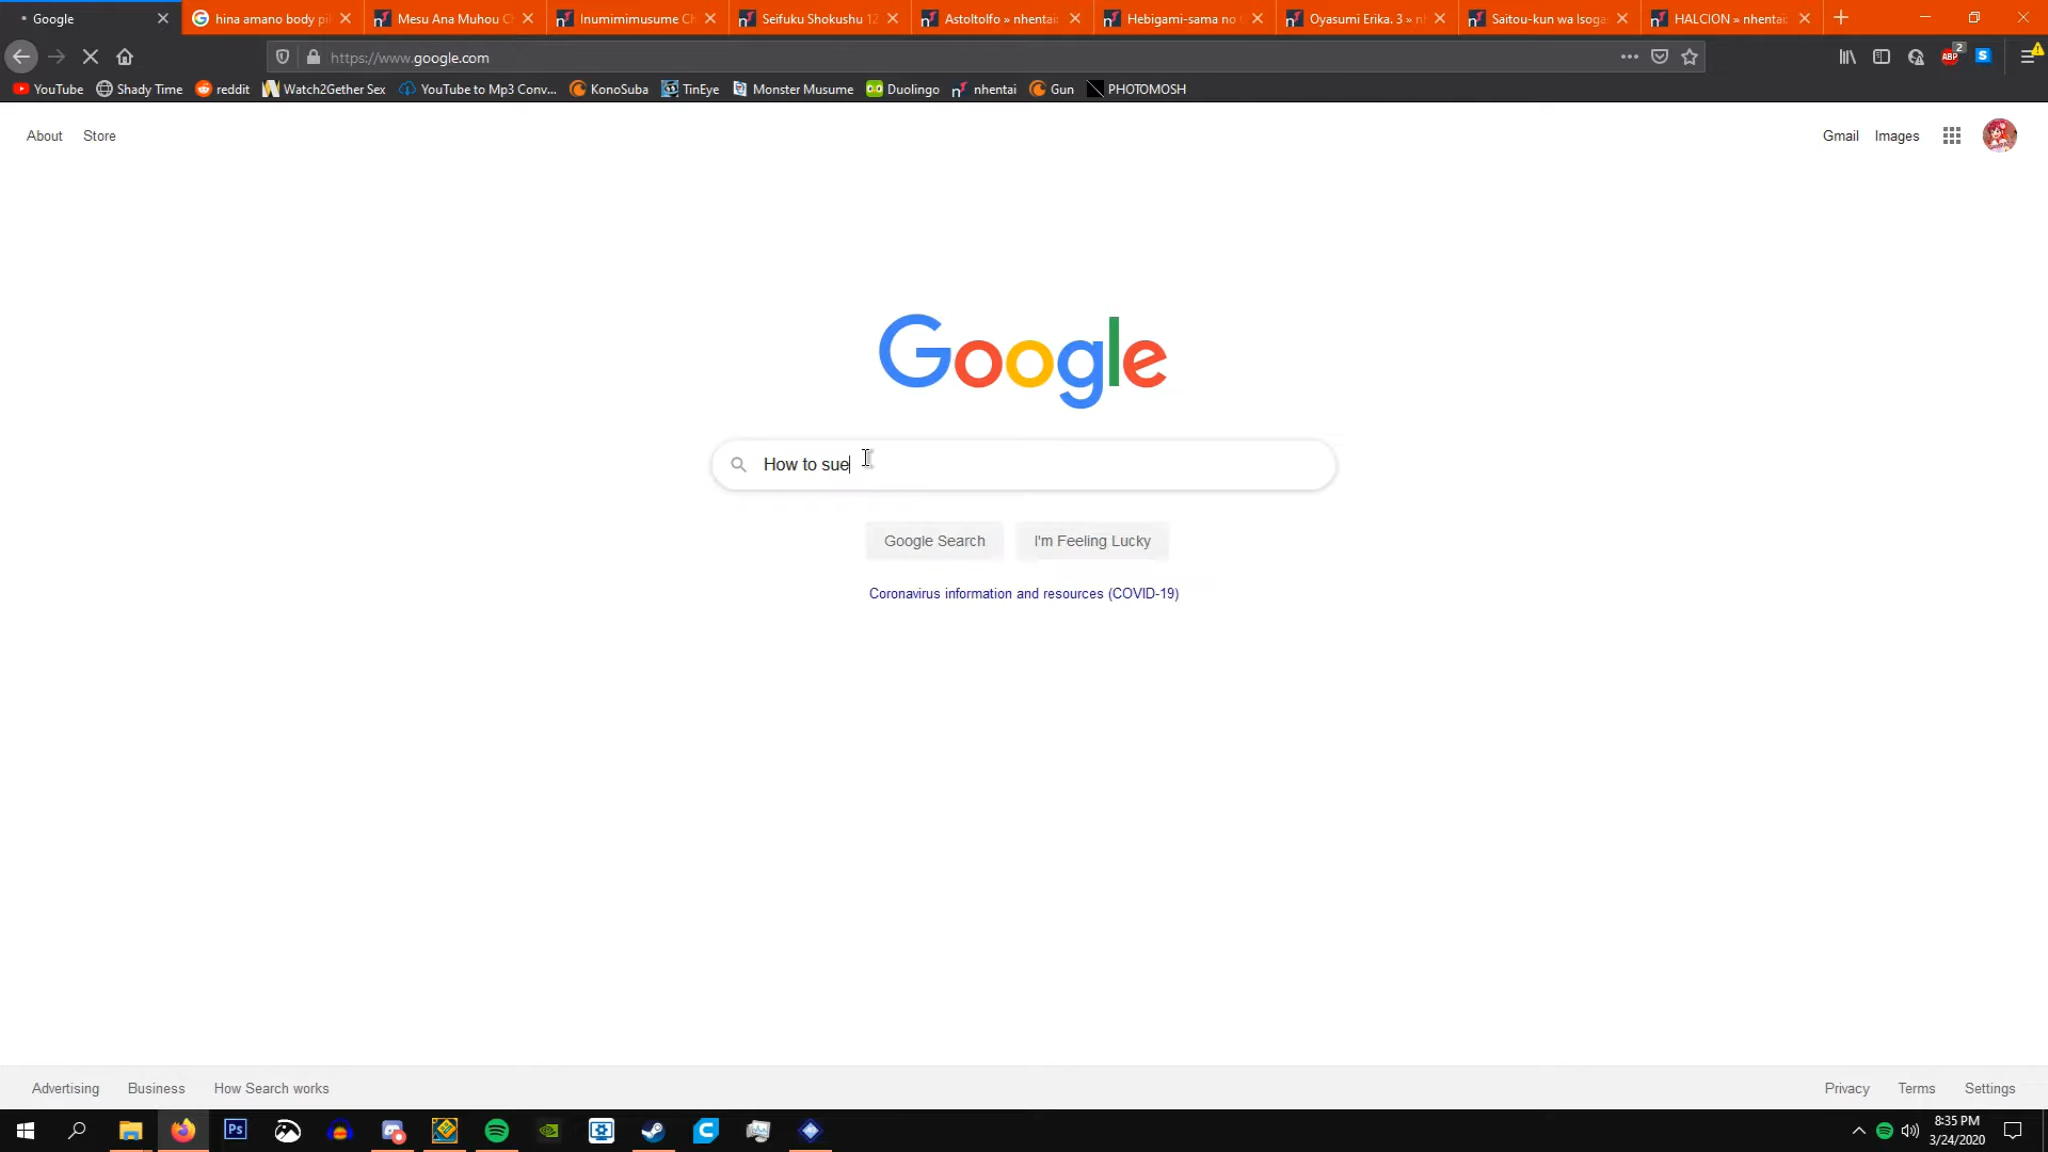 Google
hina amano body pil
Mesu Ana Muhou Ch
Inumimimusume Ch
Seifuku Shokushu 12
Astoltolfo » nhentai:
Hebigami-sama no
Oyasumi Erika. 3 » nh
Saitou-kun wa Isoga
HALCION » nhentai:
https://www.google.com
2
YouTube
Shady Time
reddit
Watch2Gether Sex
YouTube to Mp3 Conv...
KonoSuba
TinEye
Monster Musume
Duolingo
nhentai
Gun
PHOTOMOSH
About
Store
Gmail
Images
Google
How to sue
Google Search
I'm Feeling Lucky
Coronavirus information and resources (COVID-19)
Advertising
Business
How Search works
Privacy
Terms
Settings
8:35 PM
3/24/2020